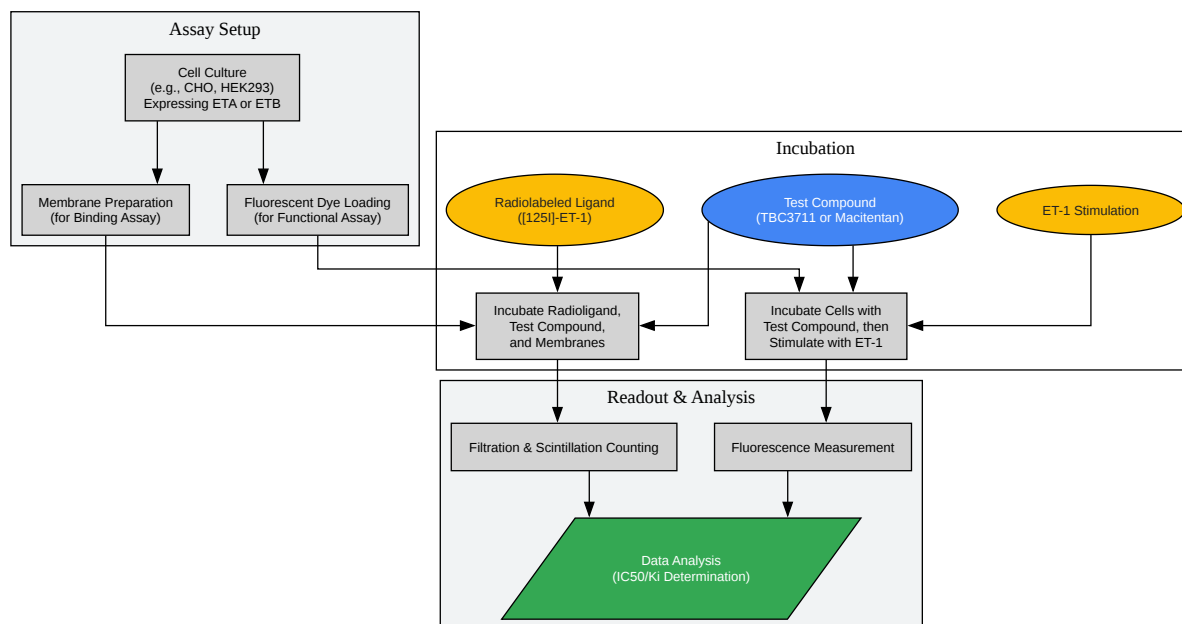 Assay Setup
Cell Culture
(e.g., CHO, HEK293)
Expressing ETA or ETB
Membrane Preparation
(for Binding Assay)
Fluorescent Dye Loading
(for Functional Assay)
Incubation
Radiolabeled Ligand
([125I]-ET-1)
Test Compound
(TBC3711 or Macitentan)
ET-1 Stimulation
Incubate Radioligand,
Test Compound,
and Membranes
Incubate Cells with
Test Compound, then
Stimulate with ET-1
Readout & Analysis
Filtration & Scintillation Counting
Fluorescence Measurement
Data Analysis
(IC50/Ki Determination)